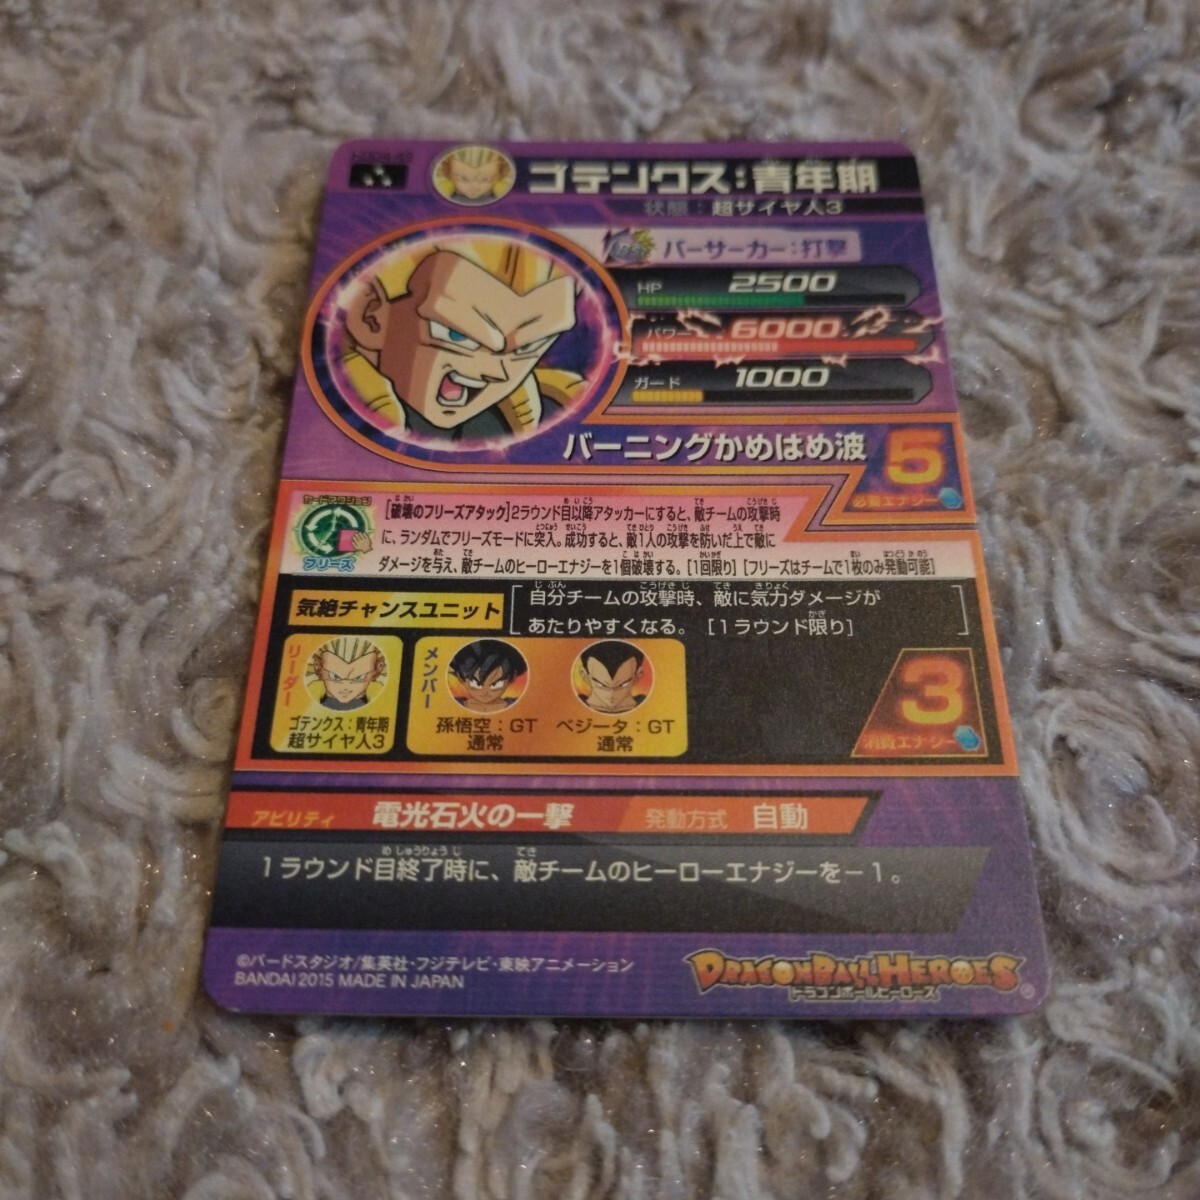 ゴテンクス：青年期
状態：超サイヤ人3
バーサーカー：打撃
HP 2500
パワー 6000
ガード 1000
バーニングかめはめ波
5
必要エナジー
カードアクション
フリーズ
[破壊のフリーズアタック]2ラウンド目以降アタッカーにすると、敵チームの攻撃時
に、ランダムでフリーズモードに突入。成功すると、敵1人の攻撃を防いだ上で敵に
ダメージを与え、敵チームのヒーローエナジーを1個破壊する。[1回限り][フリーズはチームで1枚のみ発動可能]
気絶チャンスユニット
自分チームの攻撃時、敵に気力ダメージが
あたりやすくなる。[1ラウンド限り]
リーダー
ゴテンクス：青年期
超サイヤ人3
メンバー
孫悟空：GT
通常
ベジータ：GT
通常
3
消費エナジー
アビリティ 電光石火の一撃 発動方式 自動
1ラウンド目終了時に、敵チームのヒーローエナジーを－1。
©バードスタジオ/集英社・フジテレビ・東映アニメーション
BANDAI 2015 MADE IN JAPAN
DRAGONBALL HEROES
ドラゴンボールヒーローズ